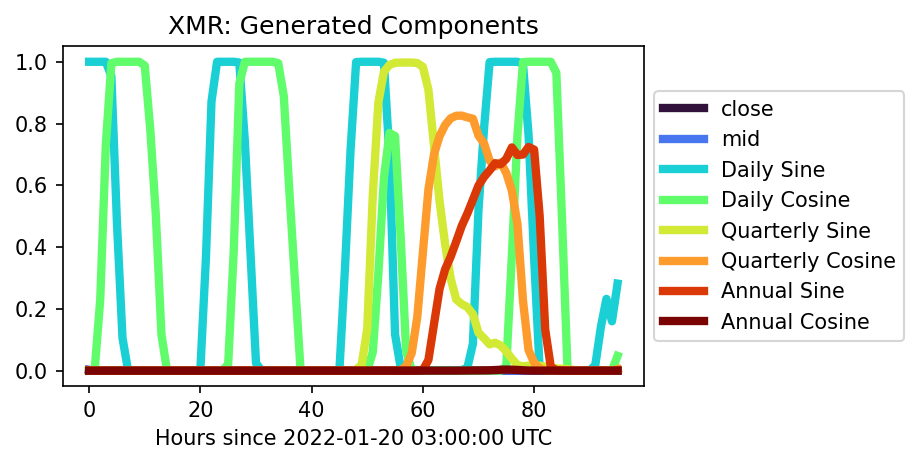 XMR: Generated Components
1.0
0.8
0.6
0.4
0.2
0.0
0 20 40 60 80
Hours since 2022-01-20 03:00:00 UTC
close
mid
Daily Sine
Daily Cosine
Quarterly Sine
Quarterly Cosine
Annual Sine
Annual Cosine